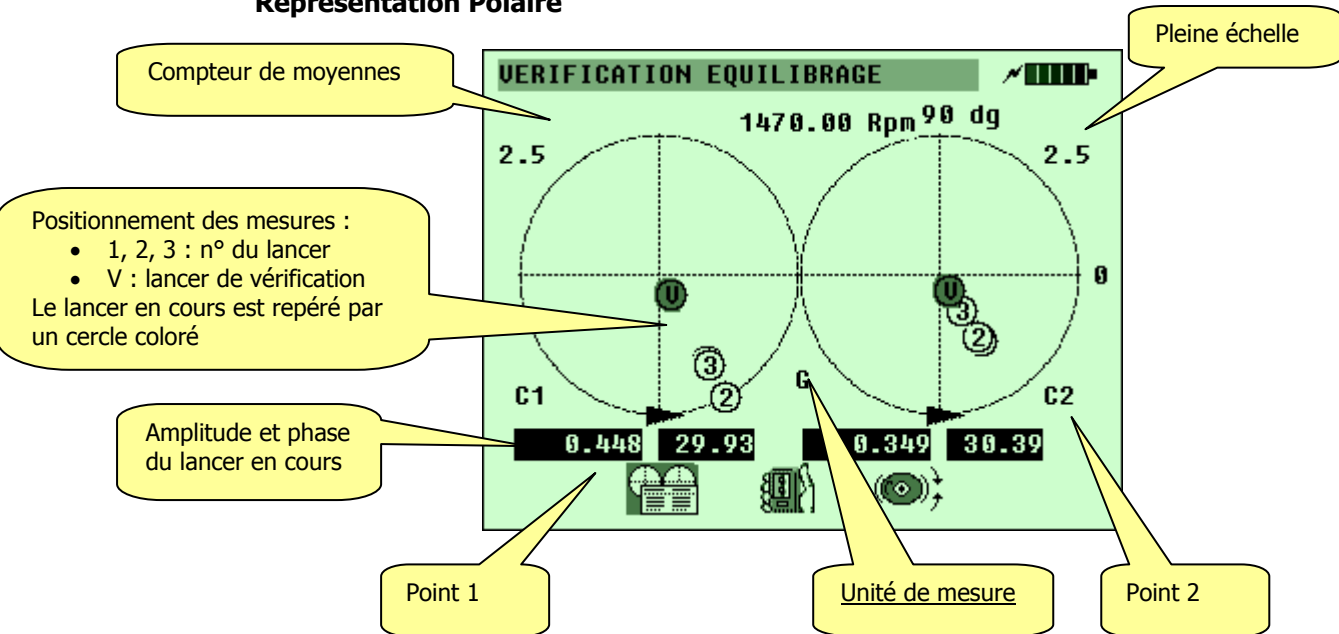 Représentation Polaire
Pleine échelle
Compteur de moyennes
VERIFICATION EQUILIBRAGE
1470.00 Rpm 90 dg
2.5
2.5
Positionnement des mesures :
• 1, 2, 3 : n° du lancer
• V : lancer de vérification
Le lancer en cours est repéré par
un cercle coloré
0
V
V
3
2
3
2
G
C1
C2
Amplitude et phase
du lancer en cours
0.448 29.93 0.349 30.39
Point 1
Unité de mesure
Point 2